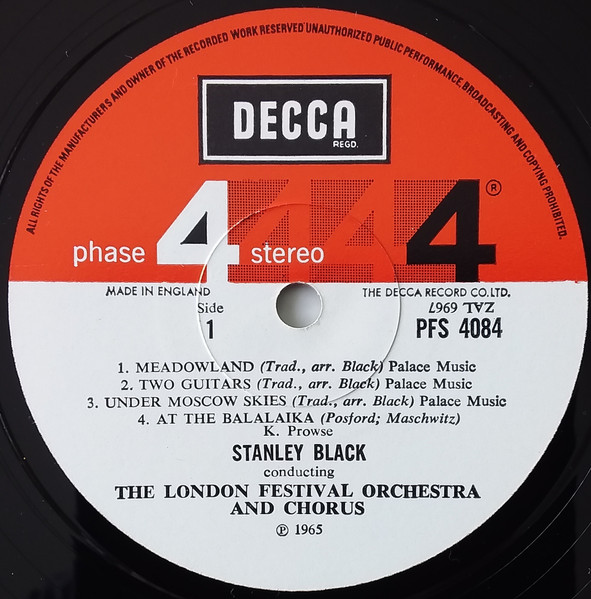 ALL RIGHTS OF THE MANUFACTURERS AND OWNER OF THE RECORDED WORK RESERVED UNAUTHORIZED PUBLIC PERFORMANCE BROADCASTING AND COPYING PROHIBITED.
DECCA
REGD.
phase 4 stereo 4 4 4 4 ®
MADE IN ENGLAND
THE DECCA RECORD CO. LTD.
Side
1
ZAL 6967
PFS 4084
1. MEADOWLAND (Trad., arr. Black) Palace Music
2. TWO GUITARS (Trad., arr. Black) Palace Music
3. UNDER MOSCOW SKIES (Trad., arr. Black) Palace Music
4. AT THE BALALAIKA (Posford; Maschwitz)
K. Prowse
STANLEY BLACK
conducting
THE LONDON FESTIVAL ORCHESTRA
AND CHORUS
℗ 1965